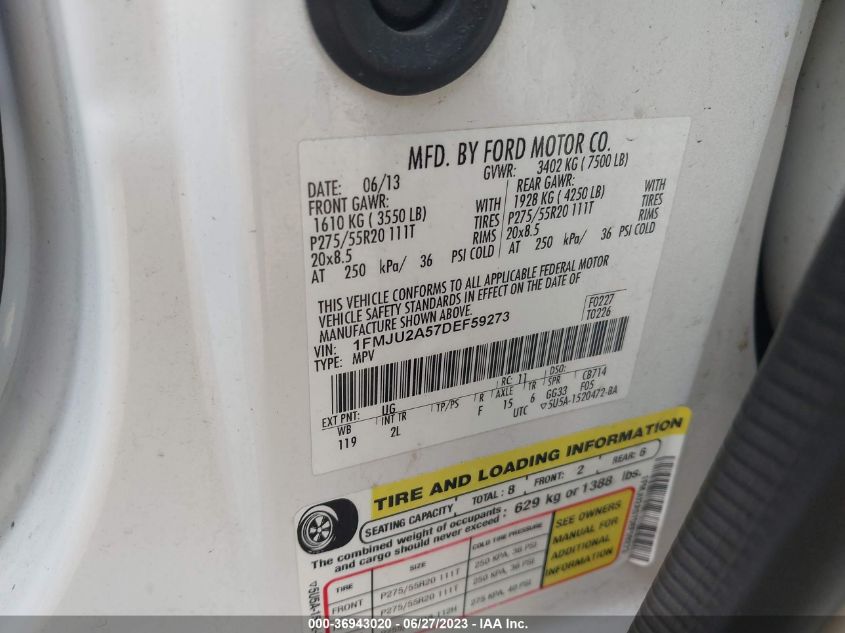 MFD. BY FORD MOTOR CO.
DATE: 06/13 GVWR: 3402 KG ( 7500 LB)
FRONT GAWR: REAR GAWR:
1610 KG ( 3550 LB) WITH 1928 KG ( 4250 LB) WITH
P275/55R20 111T TIRES P275/55R20 111T TIRES
20x8.5 RIMS 20x8.5 RIMS
AT 250 kPa/ 36 PSI COLD AT 250 kPa/ 36 PSI COLD
THIS VEHICLE CONFORMS TO ALL APPLICABLE FEDERAL MOTOR
VEHICLE SAFETY STANDARDS IN EFFECT ON THE DATE OF
MANUFACTURE SHOWN ABOVE.
VIN: 1FMJU2A57DEF59273
TYPE: MPV
F0227
T0226
EXT PNT: UG RC: 11 DSO: C8714
WB INT TR TP/PS R AXLE TR SPR
119 2L F 15 6 GG33 F05
UTC ▽5U5A-1520472-BA
TIRE AND LOADING INFORMATION
SEATING CAPACITY, TOTAL: 8 FRONT: 2 REAR: 6
The combined weight of occupants and cargo should never exceed: 629 kg or 1388 lbs.
TIRE SIZE COLD TIRE PRESSURE
FRONT P275/55R20 111T 250 KPA, 36 PSI
P275/55R20 111T 250 KPA, 36 PSI
275 KPA, 40 PSI
SEE OWNERS
MANUAL FOR
ADDITIONAL
INFORMATION
000-36943020 - 06/27/2023 - IAA Inc.